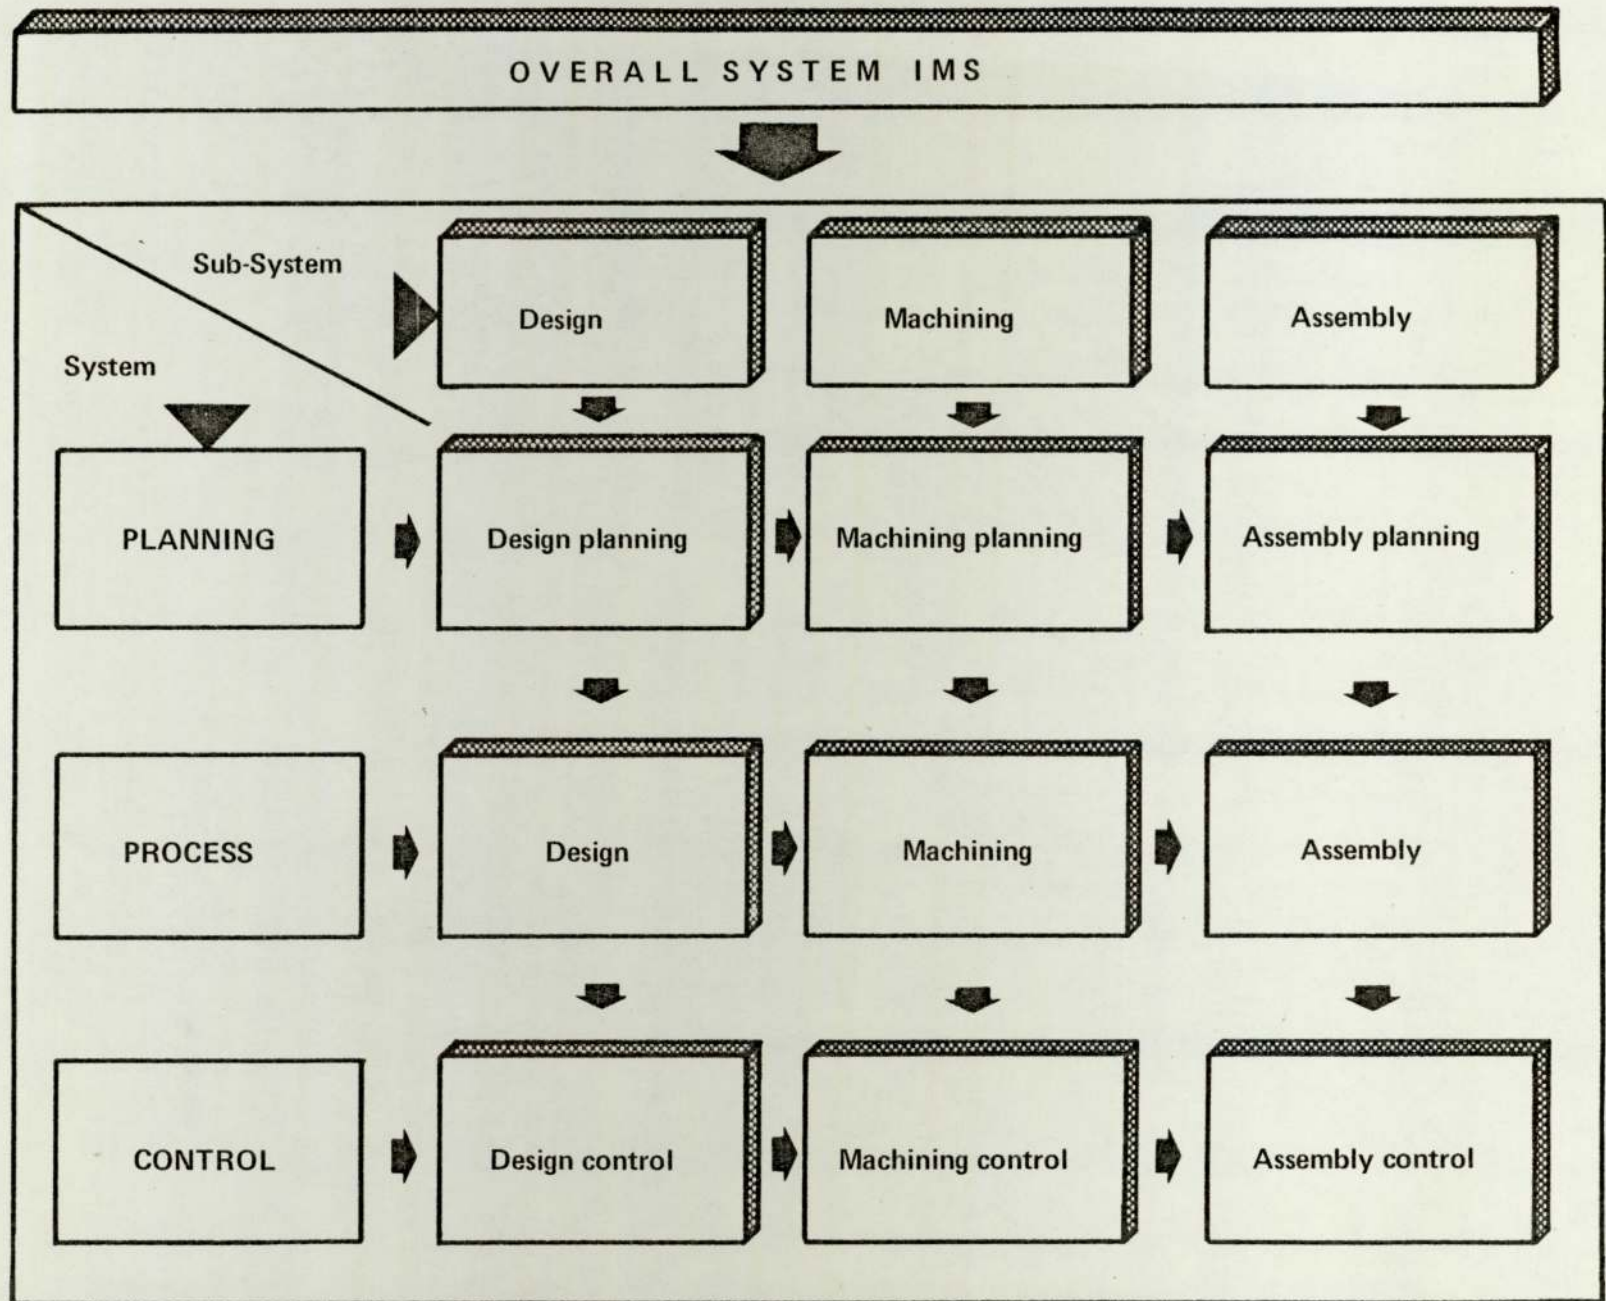 OVERALL SYSTEM IMS
Sub-System
System
Design
Machining
Assembly
PLANNING
Design planning
Machining planning
Assembly planning
PROCESS
Design
Machining
Assembly
CONTROL
Design control
Machining control
Assembly control